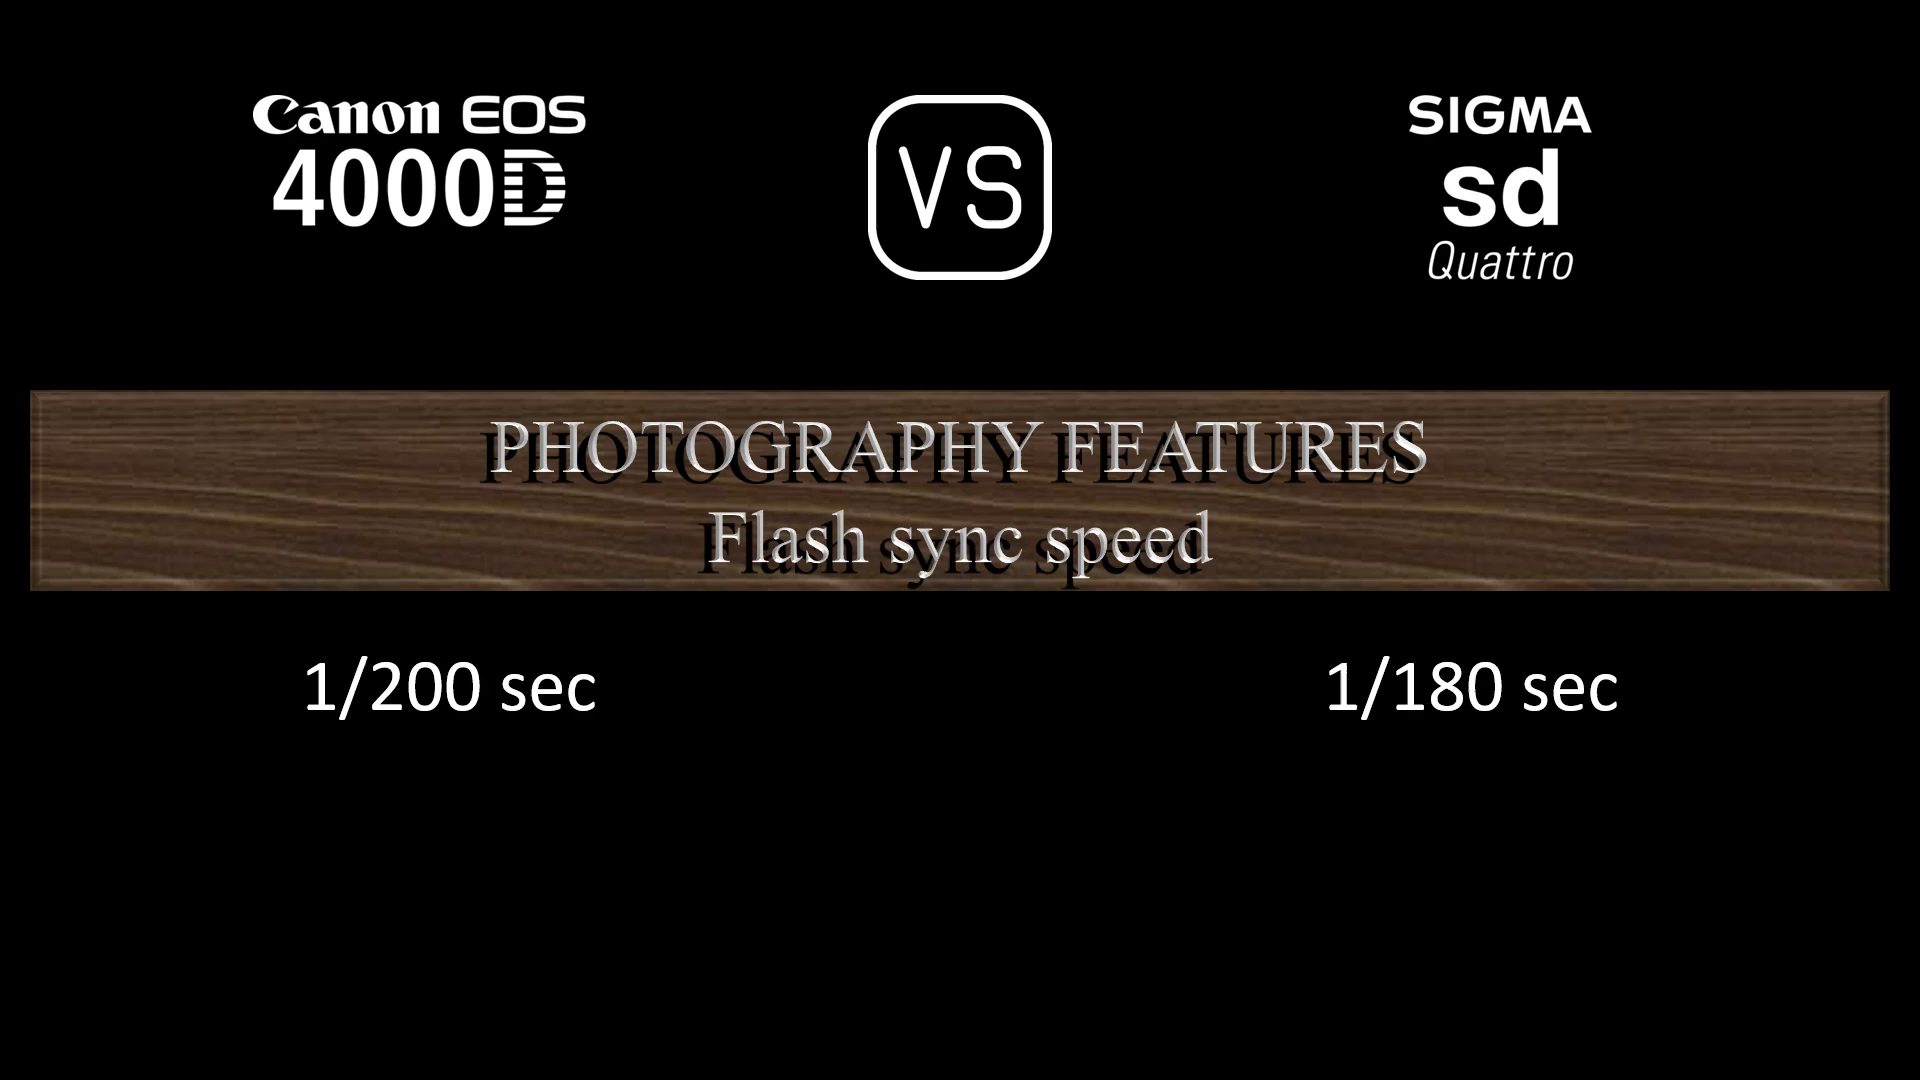 Canon EOS
4000D
VS
SIGMA
sd
Quattro
PHOTOGRAPHY FEATURES
Flash sync speed
1/200 sec
1/180 sec